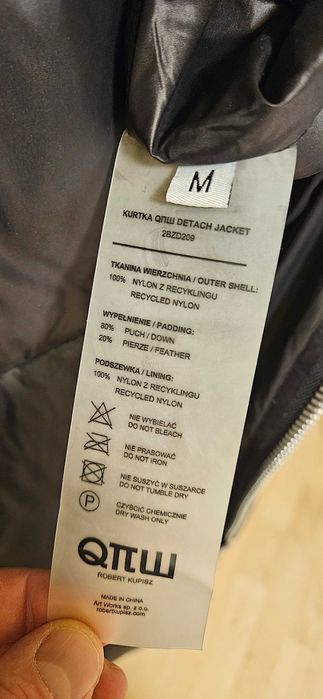 M
KURTKA QПШ DETACH JACKET
2BZD209
TKANINA WIERZCHNIA / OUTER SHELL:
100% NYLON Z RECYKLINGU
RECYCLED NYLON
WYPEŁNIENIE / PADDING:
80% PUCH / DOWN
20% PIERZE / FEATHER
PODSZEWKA / LINING:
100% NYLON Z RECYKLINGU
RECYCLED NYLON
NIE WYBIELAĆ
DO NOT BLEACH
NIE PRASOWAĆ
DO NOT IRON
NIE SUSZYĆ W SUSZARCE
DO NOT TUMBLE DRY
P
CZYŚCIĆ CHEMICZNIE
DRY WASH ONLY
QПШ
ROBERT KUPISZ
MADE IN CHINA
Art Works sp. z o.o.
robertkupisz.com